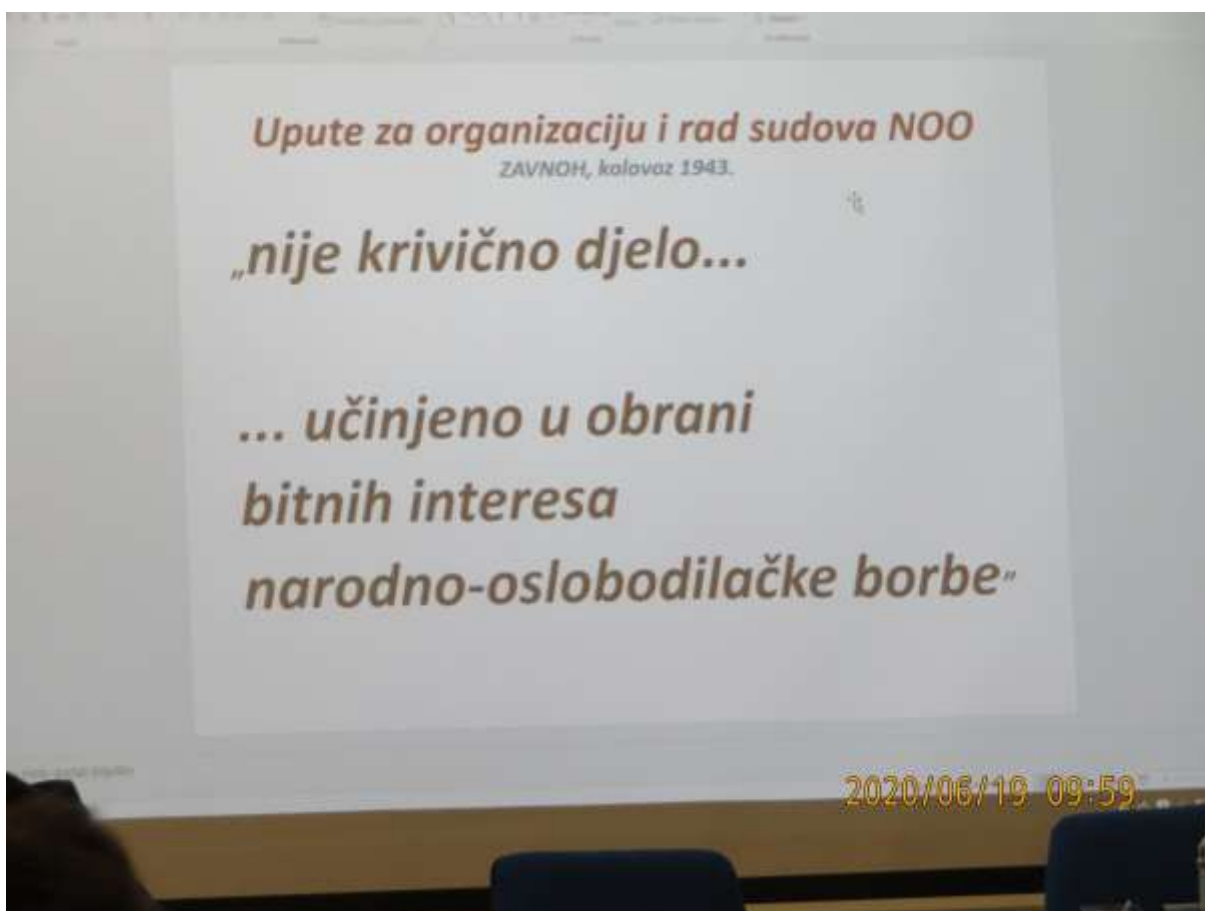 Upute za organizaciju i rad sudova NOO
ZAVNOH, kolovoz 1943.
„nije krivično djelo...
... učinjeno u obrani
bitnih interesa
narodno-oslobodilačke borbe”
2020/06/19 09:59